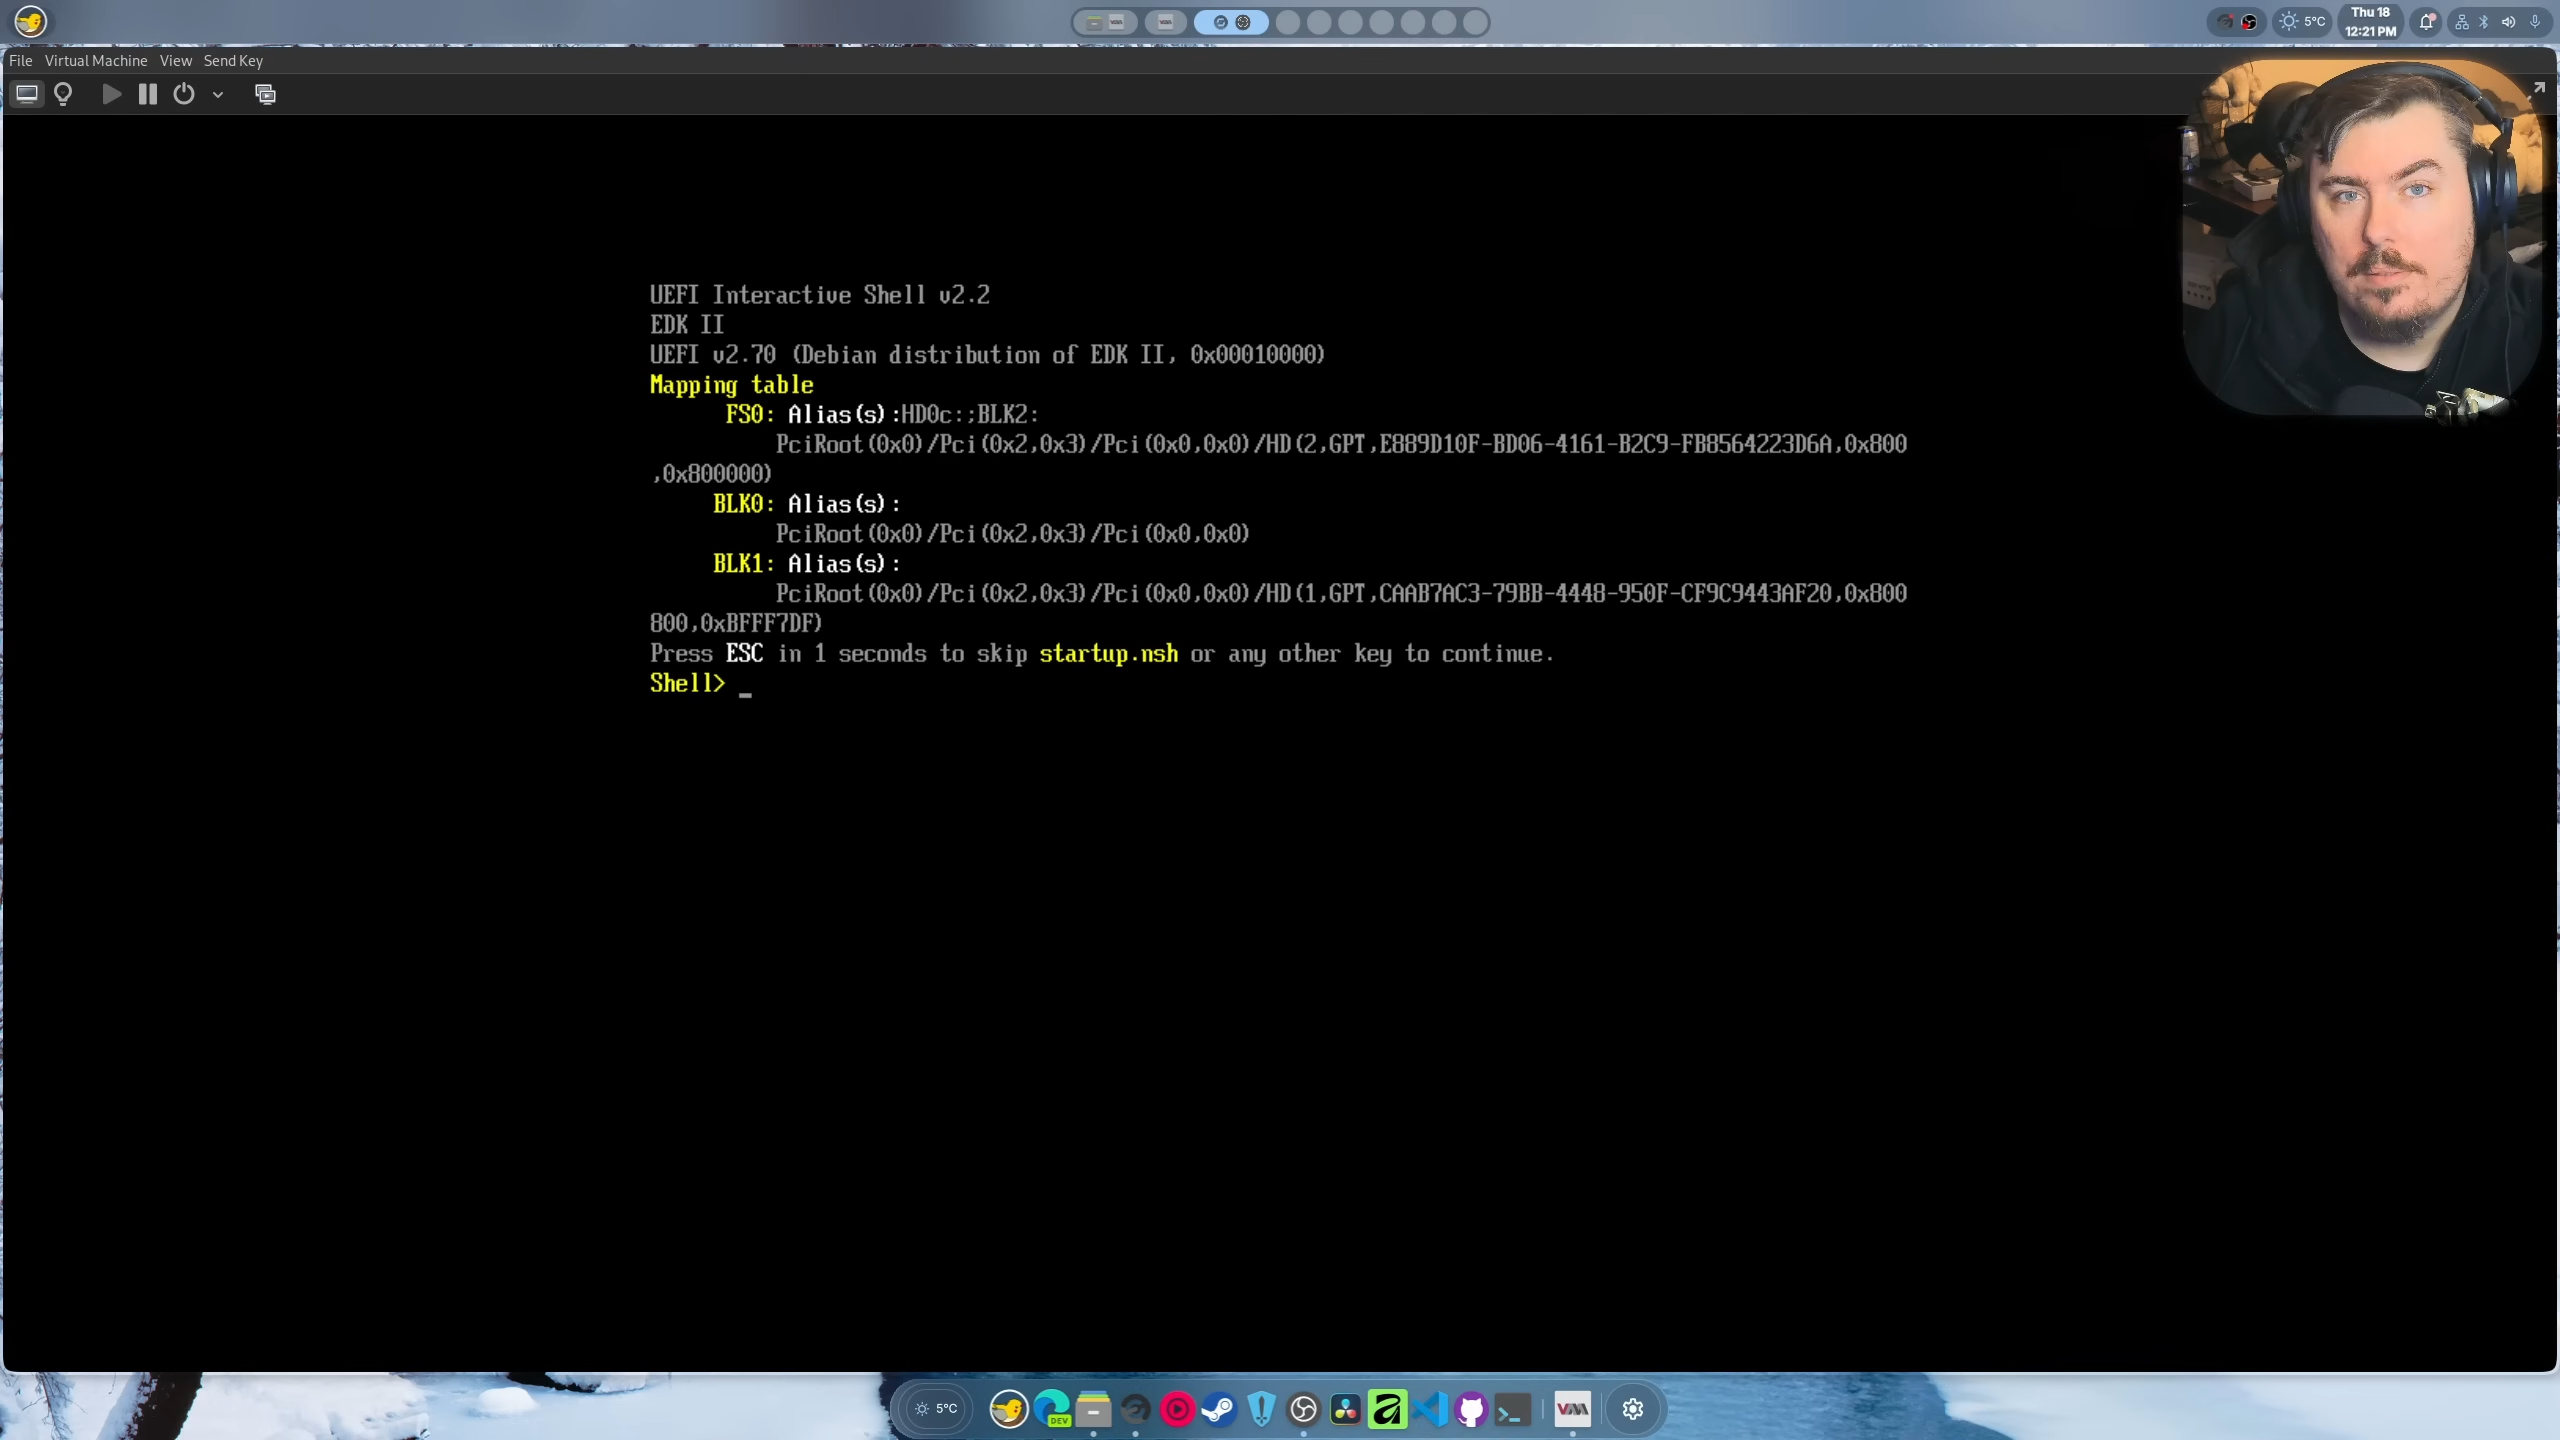 5°C
Thu 18
12:21 PM
File Virtual Machine View Send Key
UEFI Interactive Shell v2.2
EDK II
UEFI v2.70 (Debian distribution of EDK II, 0x00010000)
Mapping table
FS0: Alias(s):HD0c:;BLK2:
PciRoot(0x0)/Pci(0x2,0x3)/Pci(0x0,0x0)/HD(2,GPT,E889D10F-BD06-4161-B2C9-FB8564223D6A,0x800
,0x800000)
BLK0: Alias(s):
PciRoot(0x0)/Pci(0x2,0x3)/Pci(0x0,0x0)
BLK1: Alias(s):
PciRoot(0x0)/Pci(0x2,0x3)/Pci(0x0,0x0)/HD(1,GPT,CAAB7AC3-79BB-4448-950F-CF9C9443AF20,0x800
800,0xBFFF7DF)
Press ESC in 1 seconds to skip startup.nsh or any other key to continue.
Shell> _
5°C
DEV